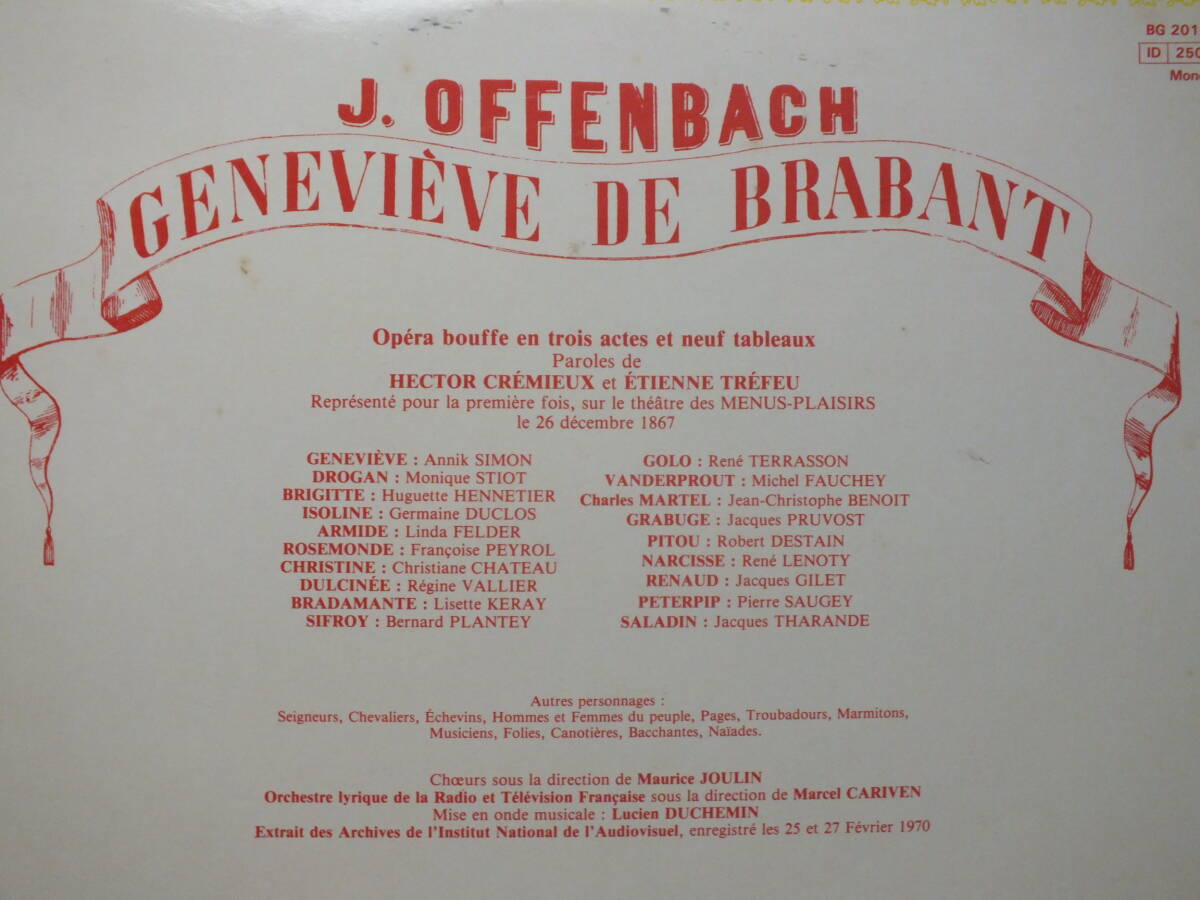 BG 201
ID 250
Mono
J. OFFENBACH
GENEVIÈVE DE BRABANT
Opéra bouffe en trois actes et neuf tableaux
Paroles de
HECTOR CRÉMIEUX et ÉTIENNE TRÉFEU
Représenté pour la première fois, sur le théâtre des MENUS-PLAISIRS
le 26 décembre 1867
GENEVIÈVE : Annik SIMON
DROGAN : Monique STIOT
BRIGITTE : Huguette HENNETIER
ISOLINE : Germaine DUCLOS
ARMIDE : Linda FELDER
ROSEMONDE : Françoise PEYROL
CHRISTINE : Christiane CHATEAU
DULCINÉE : Régine VALLIER
BRADAMANTE : Lisette KERAY
SIFROY : Bernard PLANTEY
GOLO : René TERRASSON
VANDERPROUT : Michel FAUCHEY
Charles MARTEL : Jean-Christophe BENOIT
GRABUGE : Jacques PRUVOST
PITOU : Robert DESTAIN
NARCISSE : René LENOTY
RENAUD : Jacques GILET
PETERPIP : Pierre SAUGEY
SALADIN : Jacques THARANDE
Autres personnages :
Seigneurs, Chevaliers, Échevins, Hommes et Femmes du peuple, Pages, Troubadours, Marmitons,
Musiciens, Folies, Canotières, Bacchantes, Naïades.
Chœurs sous la direction de Maurice JOULIN
Orchestre lyrique de la Radio et Télévision Française sous la direction de Marcel CARIVEN
Mise en onde musicale : Lucien DUCHEMIN
Extrait des Archives de l'Institut National de l'Audiovisuel, enregistré les 25 et 27 Février 1970